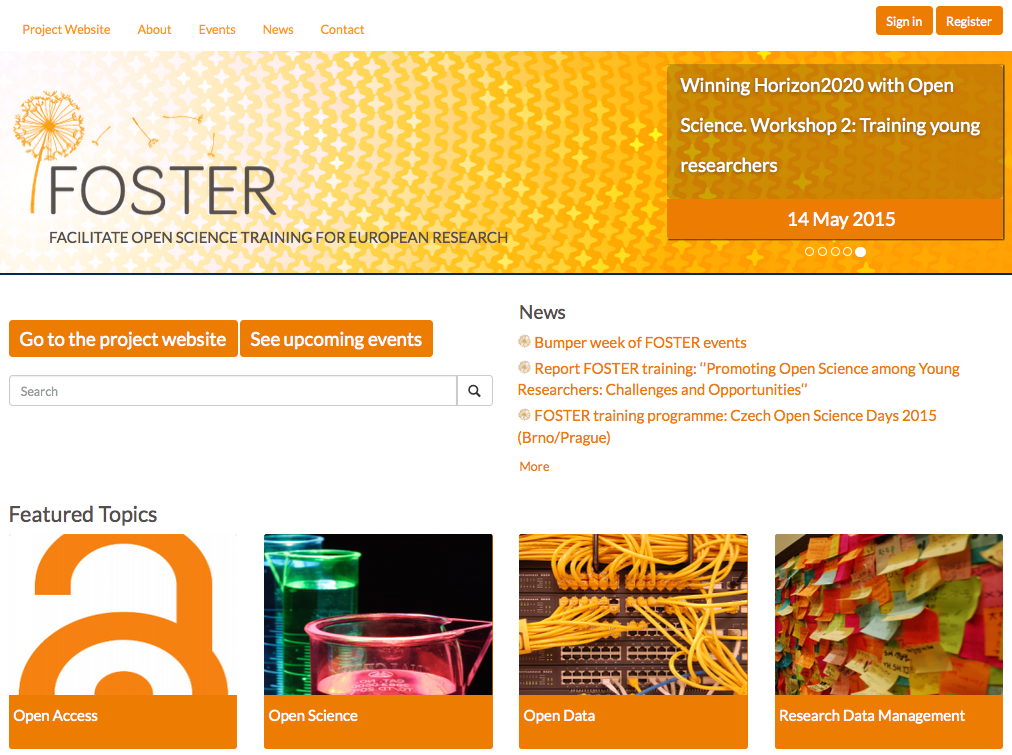 Project Website About Events News Contact Sign in Register
FOSTER
FACILITATE OPEN SCIENCE TRAINING FOR EUROPEAN RESEARCH
Winning Horizon2020 with Open
Science. Workshop 2: Training young
researchers
14 May 2015
Go to the project website See upcoming events
Search
News
Bumper week of FOSTER events
Report FOSTER training: ‘‘Promoting Open Science among Young
Researchers: Challenges and Opportunities’’
FOSTER training programme: Czech Open Science Days 2015
(Brno/Prague)
More
Featured Topics
Open Access
Open Science
Open Data
Research Data Management